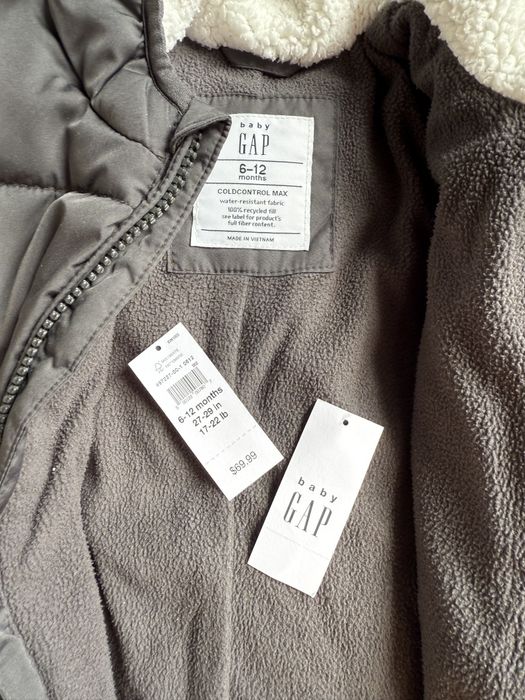 baby
GAP
6–12
months
COLDCONTROL MAX
water-resistant fabric
100% recycled fill
see label for product's
full fiber content.
MADE IN VIETNAM
6-12 months
27-29 in
17-22 lb
$69.99
baby
GAP